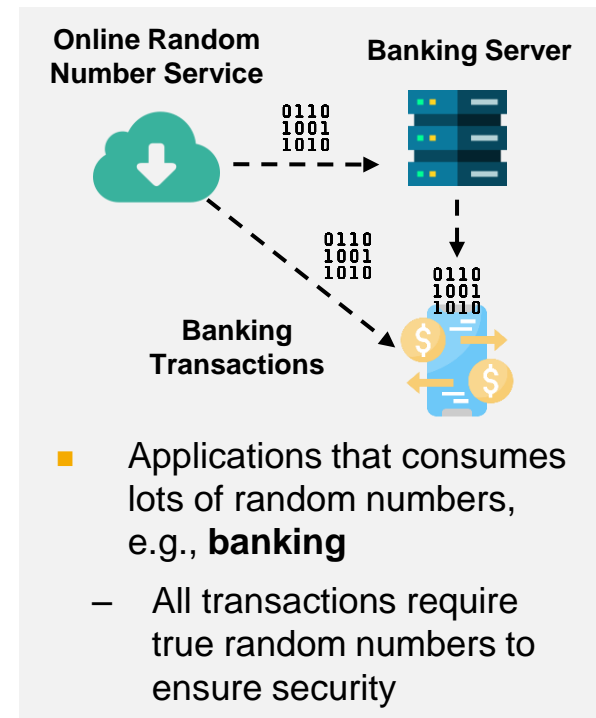 Online Random
Number Service
Banking Server
0110
1001
1010
0110
1001
1010
0110
1001
1010
$
$
Banking
Transactions
▪ Applications that consumes
lots of random numbers,
e.g., banking
– All transactions require
true random numbers to
ensure security